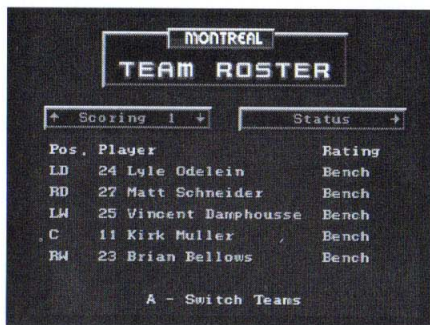 MONTREAL
TEAM ROSTER
↑ Scoring 1 ↓ Status →
Pos. Player Rating
LD 24 Lyle Odelein Bench
RD 27 Matt Schneider Bench
LW 25 Vincent Damphousse Bench
C 11 Kirk Muller Bench
RW 23 Brian Bellows Bench
A - Switch Teams